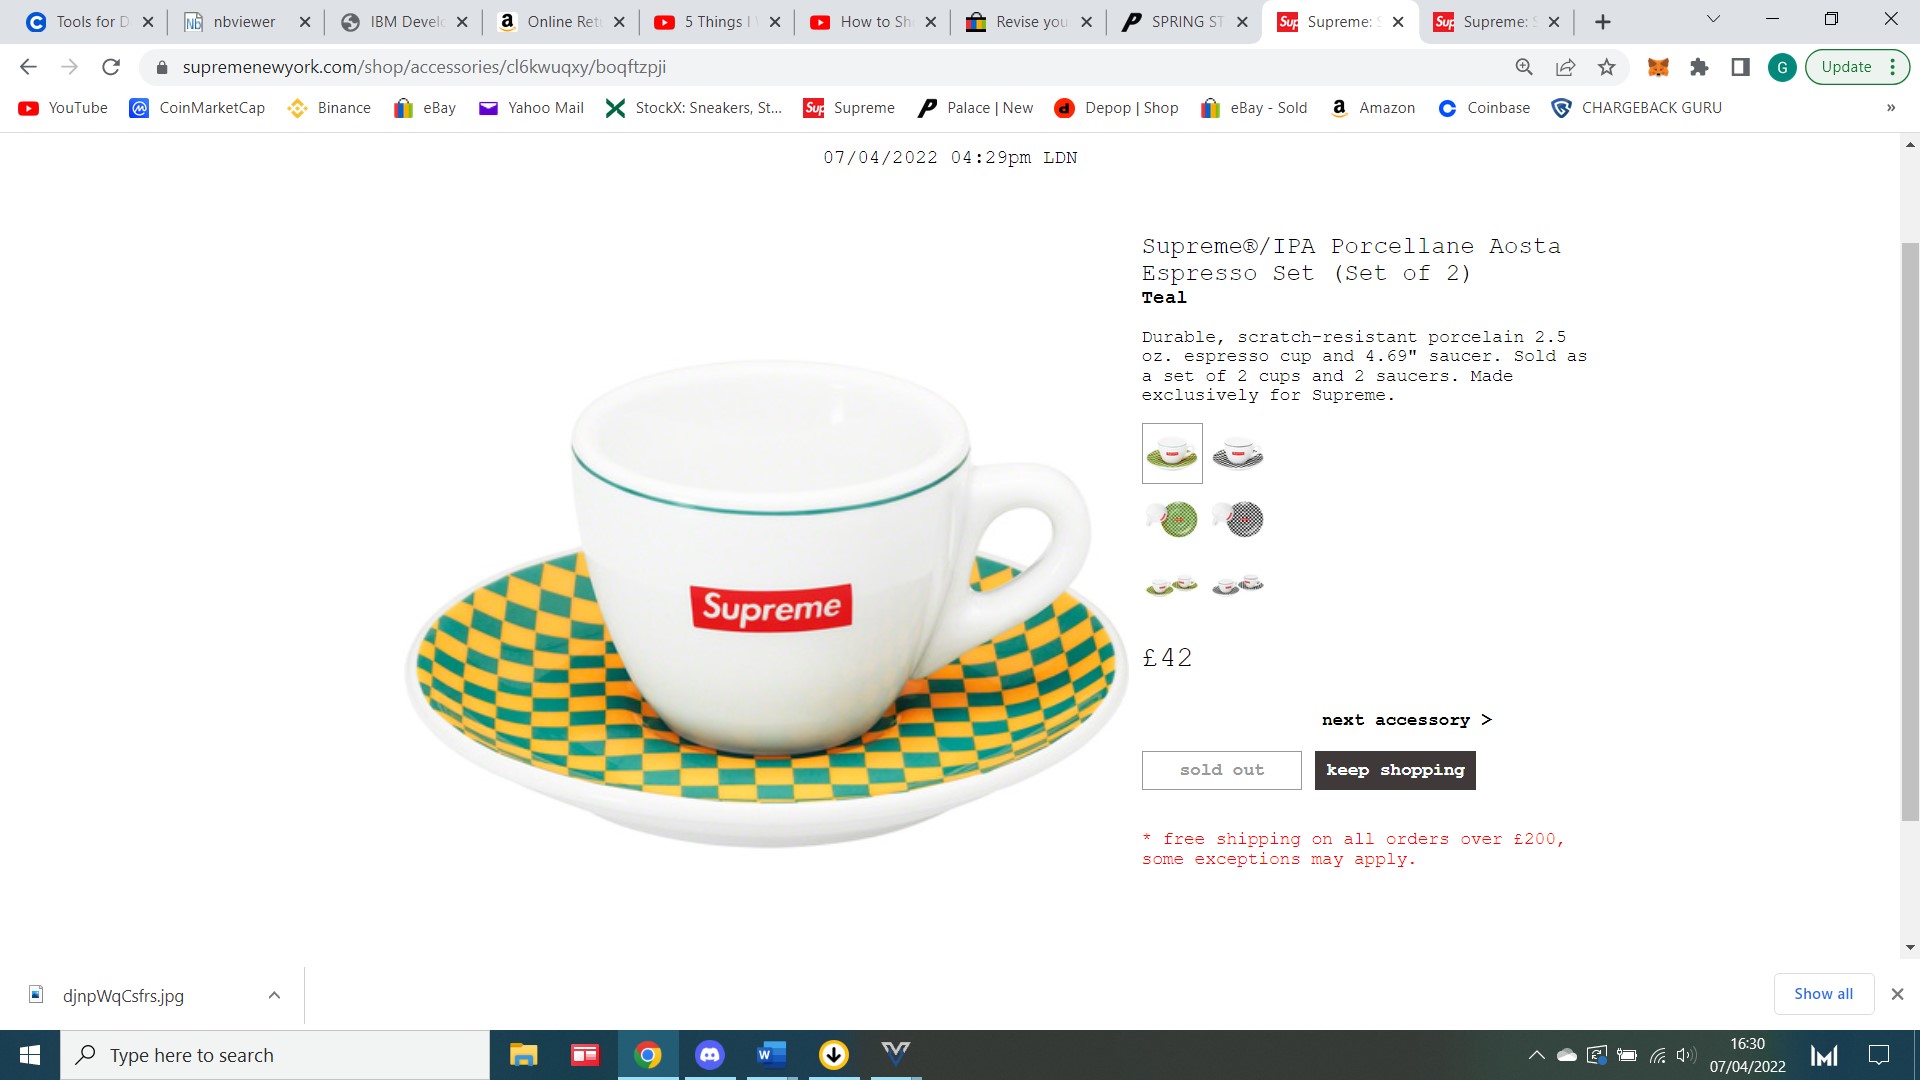 Tools for D
nbviewer
IBM Develo
Online Reta
5 Things I W
How to Sh
Revise you
SPRING ST
Supreme: S
Supreme: S
supremenewyork.com/shop/accessories/cl6kwuqxy/boqftzpji
G
Update
YouTube
CoinMarketCap
Binance
eBay
Yahoo Mail
StockX: Sneakers, St...
Supreme
Palace | New
Depop | Shop
eBay - Sold
Amazon
Coinbase
CHARGEBACK GURU
»
07/04/2022 04:29pm LDN
Supreme®/IPA Porcellane Aosta
Espresso Set (Set of 2)
Teal
Durable, scratch-resistant porcelain 2.5
oz. espresso cup and 4.69" saucer. Sold as
a set of 2 cups and 2 saucers. Made
exclusively for Supreme.
Supreme
£42
next accessory >
sold out
keep shopping
* free shipping on all orders over £200,
some exceptions may apply.
djnpWqCsfrs.jpg
Show all
Type here to search
16:30
07/04/2022